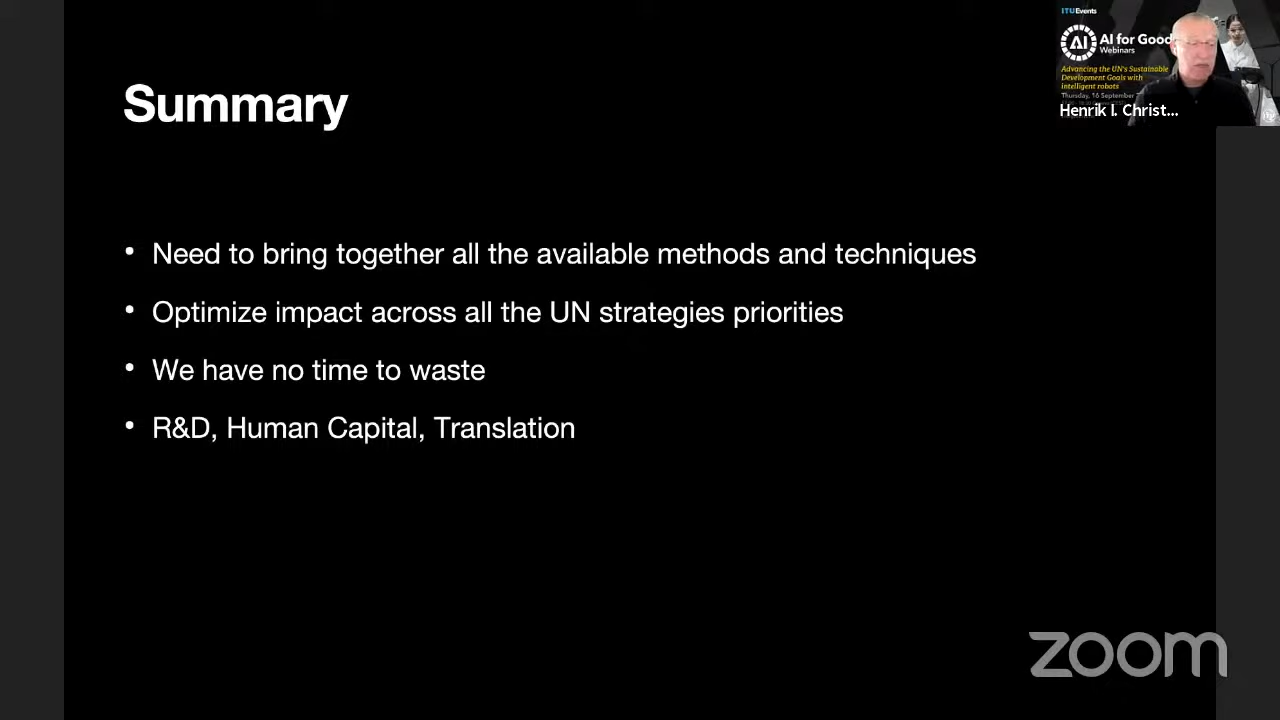 Summary
• Need to bring together all the available methods and techniques
• Optimize impact across all the UN strategies priorities
• We have no time to waste
• R&D, Human Capital, Translation
ITUEvents
AI
AI for Good
Webinars
Advancing the UN's Sustainable
Development Goals with
intelligent robots
Thursday, 16 September
Henrik I. Christ...
zoom